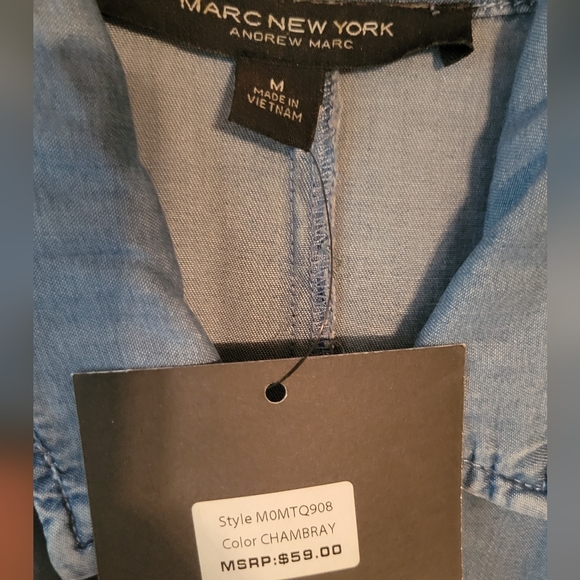 MARC NEW YORK
ANDREW MARC
M
MADE IN
VIETNAM
Style M0MTQ908
Color CHAMBRAY
MSRP:$59.00